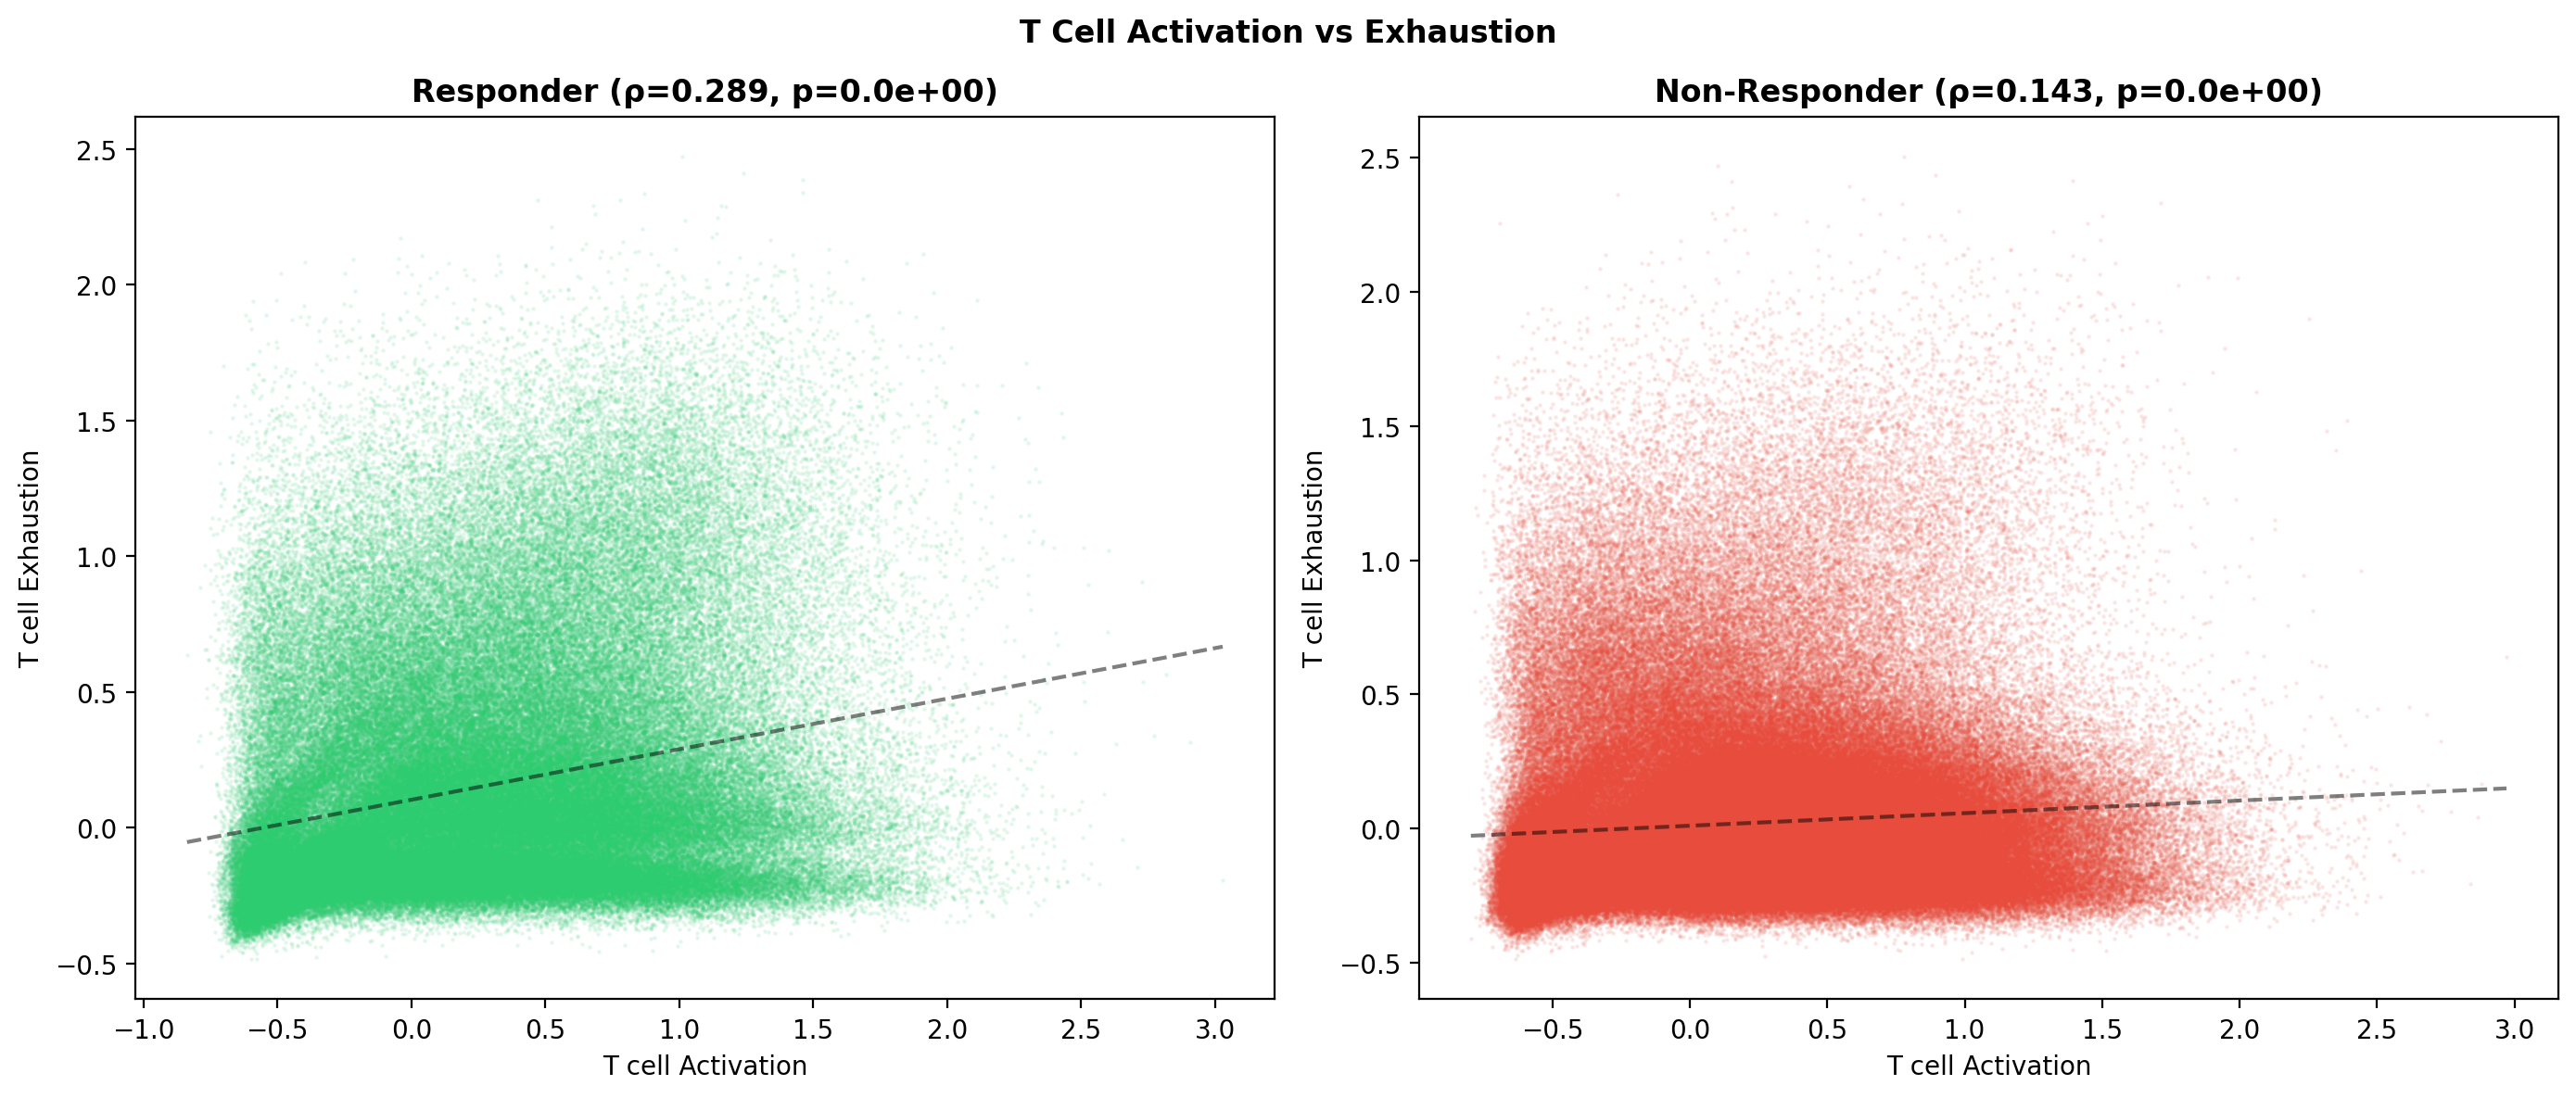 T Cell Activation vs Exhaustion
Responder (ρ=0.289, p=0.0e+00)
2.5
2.0
1.5
1.0
0.5
0.0
−0.5
T cell Exhaustion
−1.0 −0.5 0.0 0.5 1.0 1.5 2.0 2.5 3.0
T cell Activation
Non-Responder (ρ=0.143, p=0.0e+00)
2.5
2.0
1.5
1.0
0.5
0.0
−0.5
T cell Exhaustion
−0.5 0.0 0.5 1.0 1.5 2.0 2.5 3.0
T cell Activation